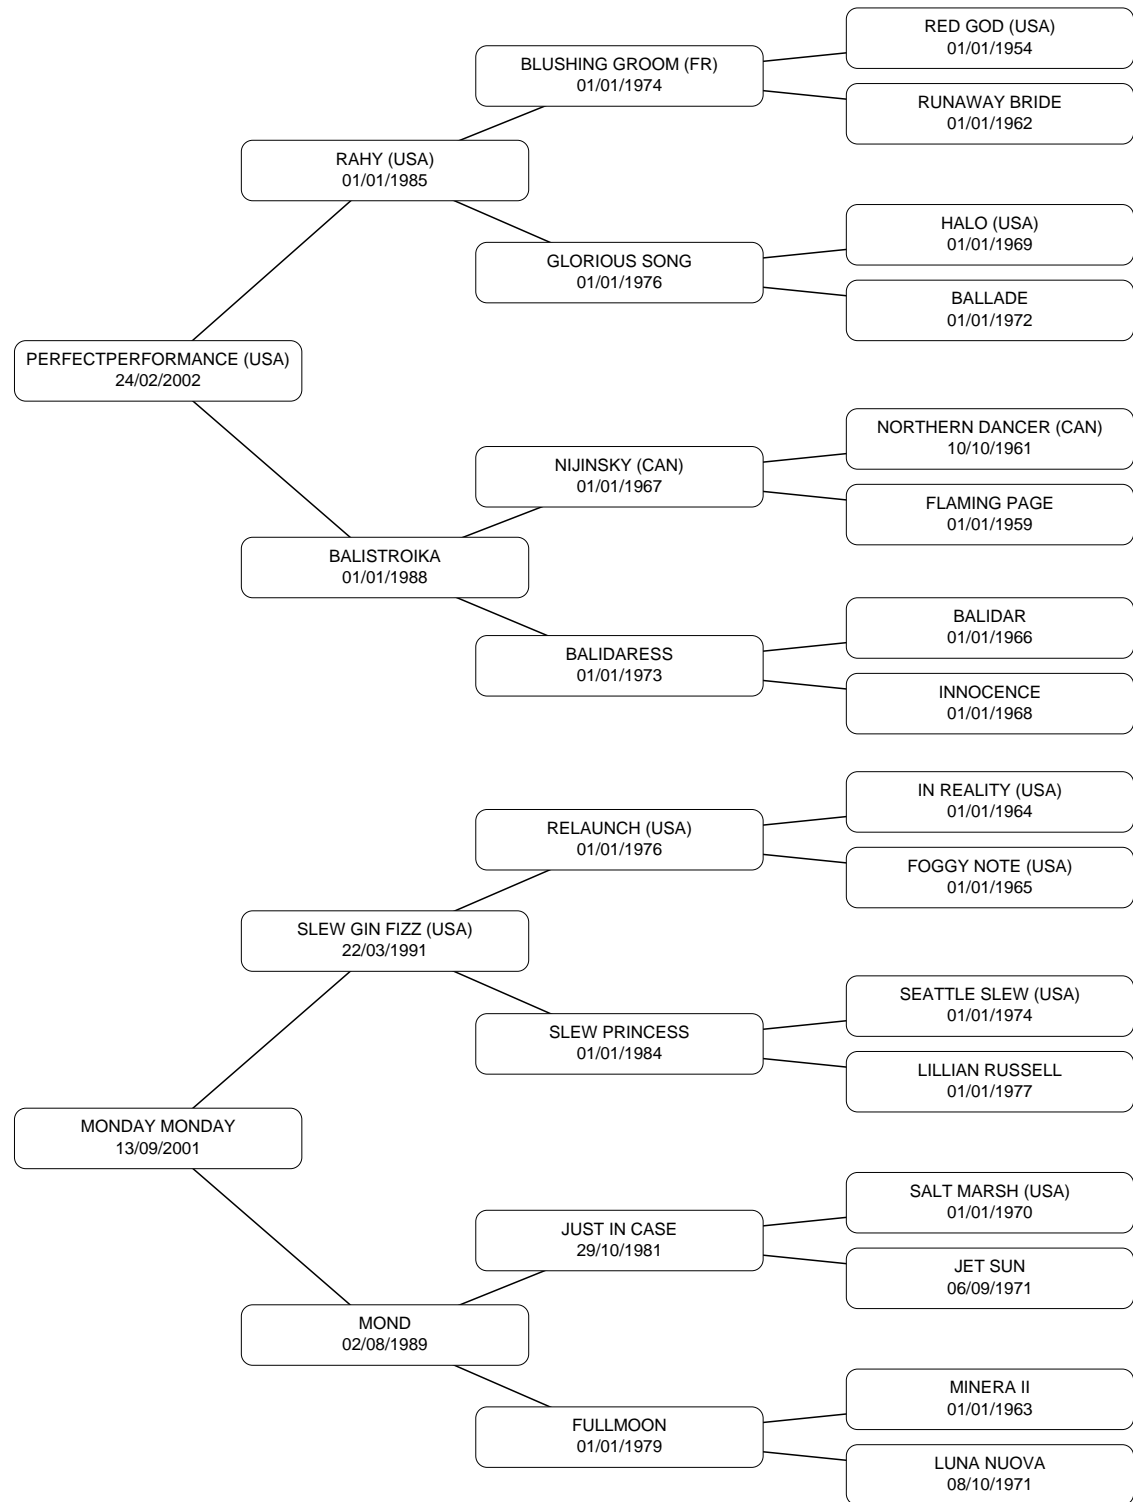 RED GOD (USA)
01/01/1954
BLUSHING GROOM (FR)
01/01/1974
RUNAWAY BRIDE
01/01/1962
RAHY (USA)
01/01/1985
HALO (USA)
01/01/1969
GLORIOUS SONG
01/01/1976
BALLADE
01/01/1972
PERFECTPERFORMANCE (USA)
24/02/2002
NORTHERN DANCER (CAN)
10/10/1961
NIJINSKY (CAN)
01/01/1967
FLAMING PAGE
01/01/1959
BALISTROIKA
01/01/1988
BALIDAR
01/01/1966
BALIDARESS
01/01/1973
INNOCENCE
01/01/1968
IN REALITY (USA)
01/01/1964
RELAUNCH (USA)
01/01/1976
FOGGY NOTE (USA)
01/01/1965
SLEW GIN FIZZ (USA)
22/03/1991
SEATTLE SLEW (USA)
01/01/1974
SLEW PRINCESS
01/01/1984
LILLIAN RUSSELL
01/01/1977
MONDAY MONDAY
13/09/2001
SALT MARSH (USA)
01/01/1970
JUST IN CASE
29/10/1981
JET SUN
06/09/1971
MOND
02/08/1989
MINERA II
01/01/1963
FULLMOON
01/01/1979
LUNA NUOVA
08/10/1971